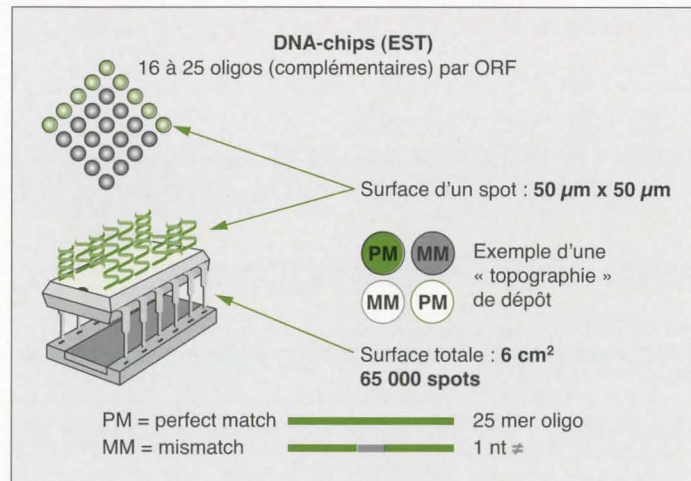 DNA-chips (EST)
16 à 25 oligos (complémentaires) par ORF
Surface d'un spot : 50 µm x 50 µm
PM MM
MM PM
Exemple d'une
« topographie »
de dépôt
Surface totale : 6 cm²
65 000 spots
PM = perfect match 25 mer oligo
MM = mismatch 1 nt ≠